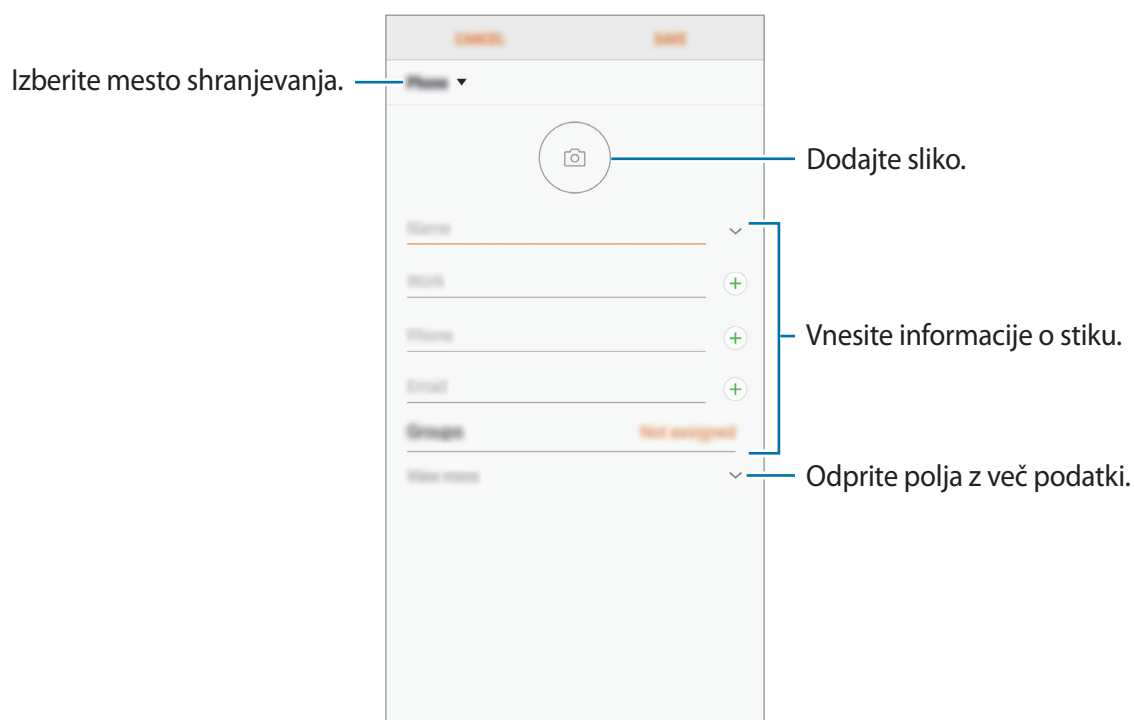 CANCEL
SAVE
Izberite mesto shranjevanja.
Phone
Dodajte sliko.
Name
Work
Phone
Vnesite informacije o stiku.
Email
Groups
Not assigned
View more
Odprite polja z več podatki.